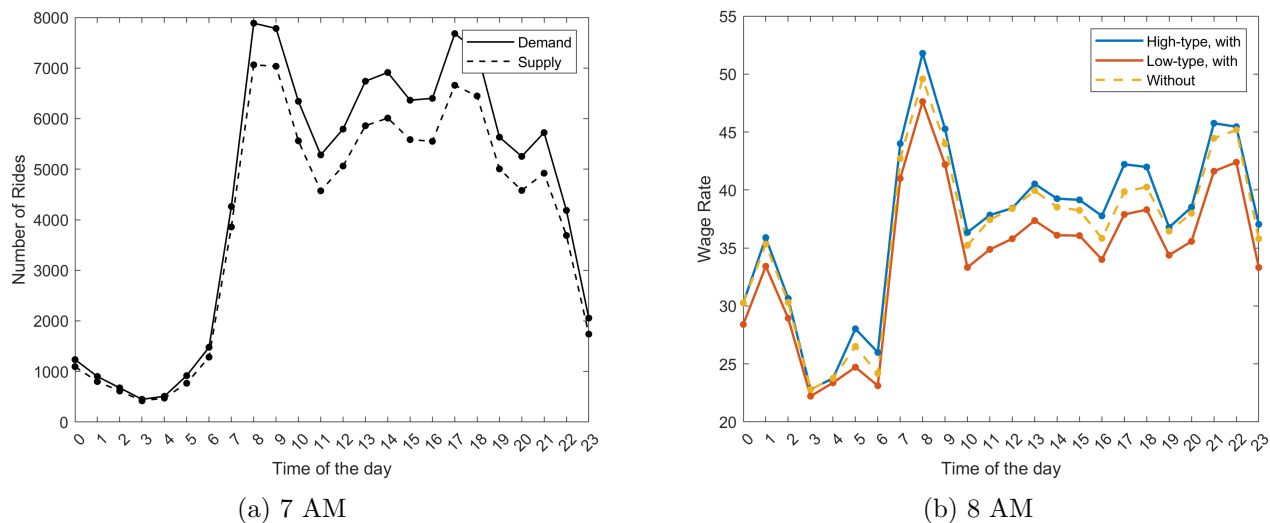 8000
7000
6000
5000
4000
3000
2000
1000
0
Number of Rides
Demand
Supply
0 1 2 3 4 5 6 7 8 9 10 11 12 13 14 15 16 17 18 19 20 21 22 23
Time of the day
(a) 7 AM
55
50
45
40
35
30
25
20
Wage Rate
High-type, with
Low-type, with
Without
0 1 2 3 4 5 6 7 8 9 10 11 12 13 14 15 16 17 18 19 20 21 22 23
Time of the day
(b) 8 AM